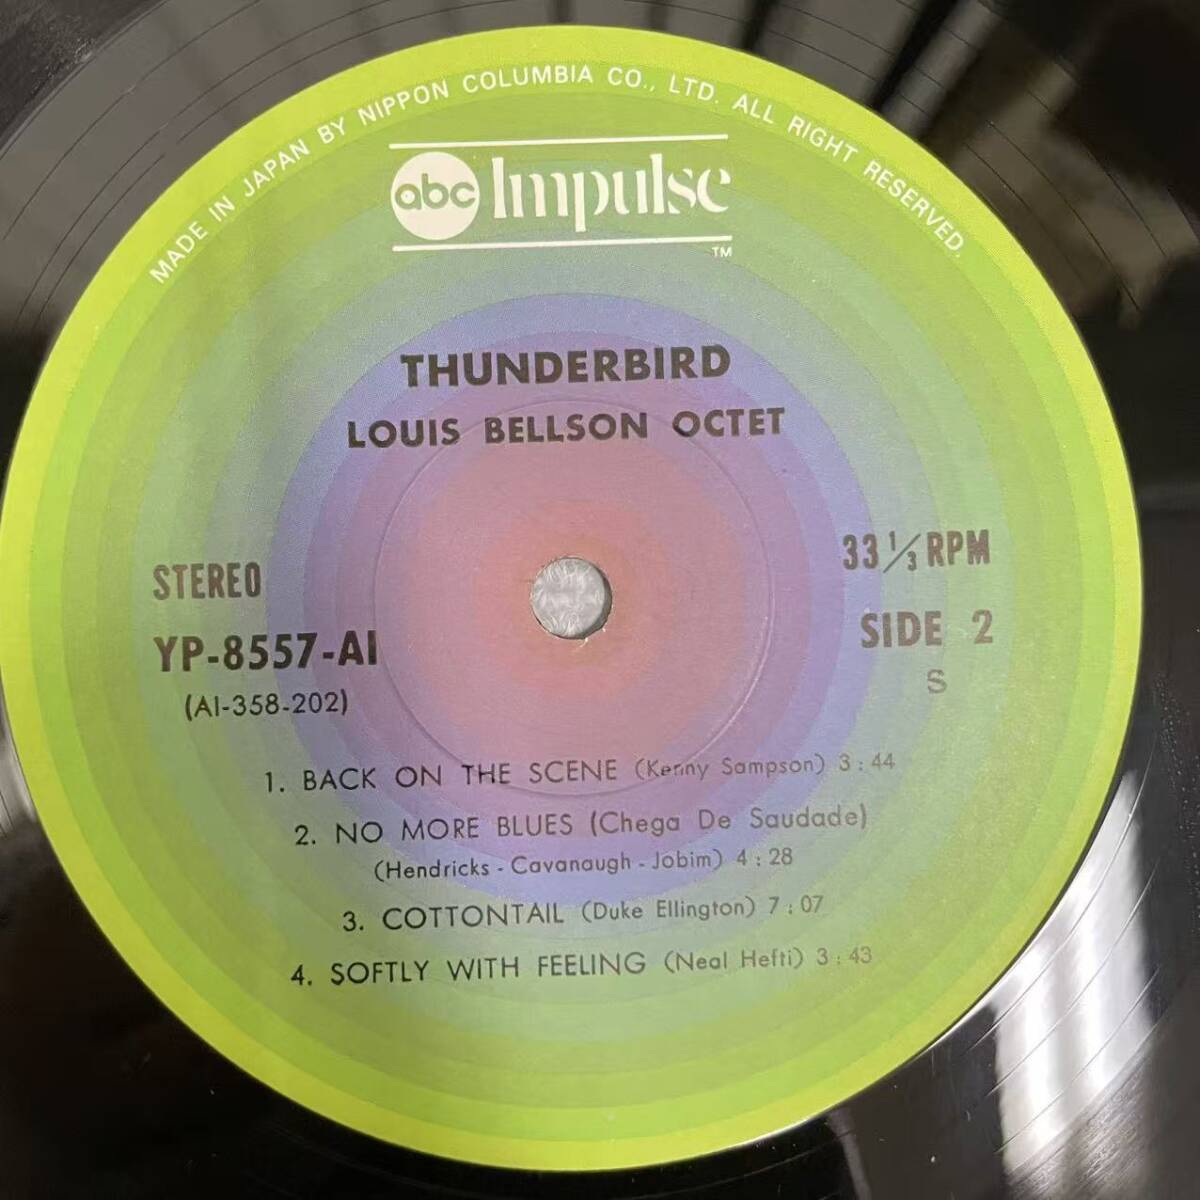 MADE IN JAPAN BY NIPPON COLUMBIA CO., LTD. ALL RIGHT RESERVED.
abc Impulse
TM
THUNDERBIRD
LOUIS BELLSON OCTET
STEREO
33 1/3 RPM
YP-8557-AI
SIDE 2
(AI-358-202)
S
1. BACK ON THE SCENE (Kenny Sampson) 3:44
2. NO MORE BLUES (Chega De Saudade)
(Hendricks - Cavanaugh - Jobim) 4:28
3. COTTONTAIL (Duke Ellington) 7:07
4. SOFTLY WITH FEELING (Neal Hefti) 3:43